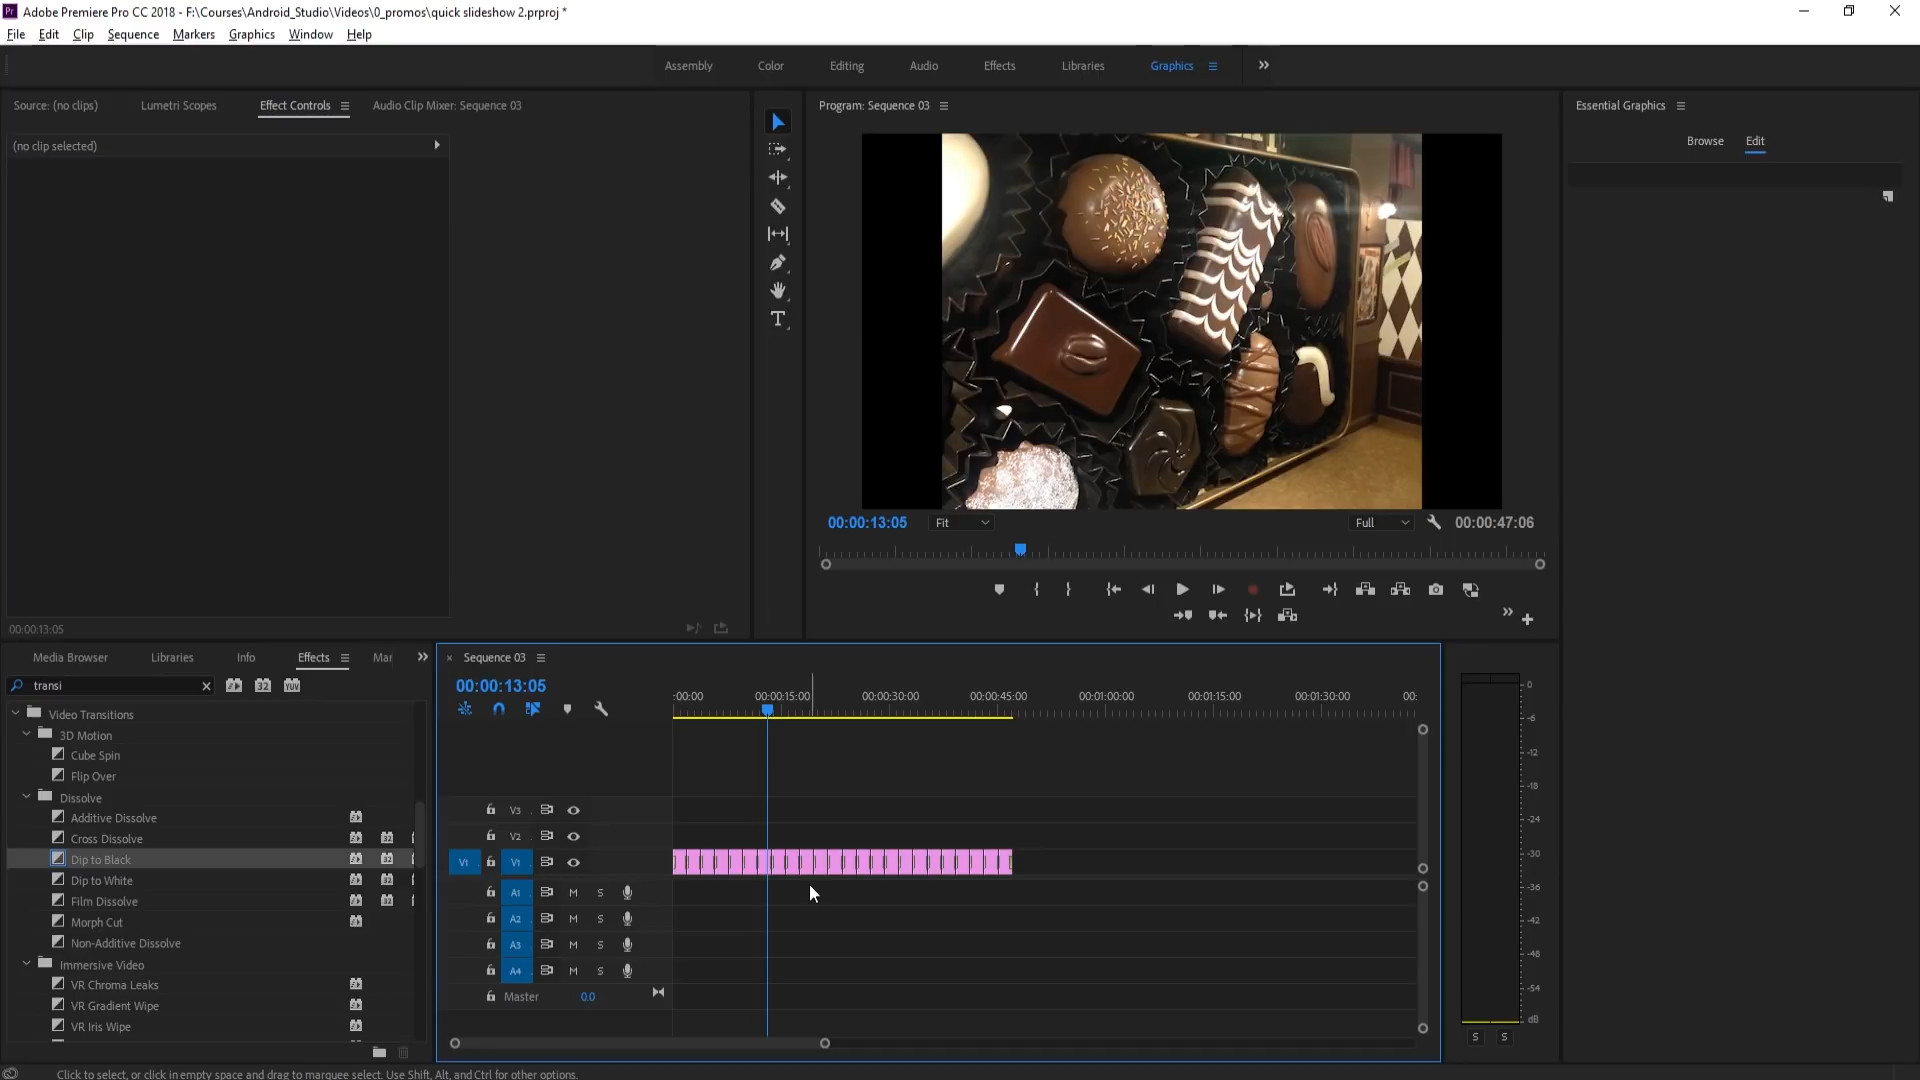 Pr Adobe Premiere Pro CC 2018 - F:\Courses\Android_Studio\Videos\0_promos\quick slideshow 2.prproj *
File Edit Clip Sequence Markers Graphics Window Help
Assembly Color Editing Audio Effects Libraries Graphics
Source: (no clips) Lumetri Scopes Effect Controls Audio Clip Mixer: Sequence 03
Program: Sequence 03
Essential Graphics
(no clip selected)
Browse Edit
T
00:00:13:05 Fit Full 00:00:47:06
00:00:13:05
Media Browser Libraries Info Effects Mar
Sequence 03
transi 32 YUV
00:00:13:05
:00:00 00:00:15:00 00:00:30:00 00:00:45:00 00:01:00:00 00:01:15:00 00:01:30:00 00:
Video Transitions
3D Motion
Cube Spin
Flip Over
Dissolve
Additive Dissolve
Cross Dissolve 32
Dip to Black 32
Dip to White 32
Film Dissolve 32
Morph Cut
Non-Additive Dissolve
Immersive Video
VR Chroma Leaks
VR Gradient Wipe
VR Iris Wipe
V3
V2
V1 V1
A1 M S
A2 M S
A3 M S
A4 M S
Master 0.0
0
-6
-12
-18
-24
-30
-36
-42
-48
-54
dB
S S
Click to select, or click in empty space and drag to marquee select. Use Shift, Alt, and Ctrl for other options.